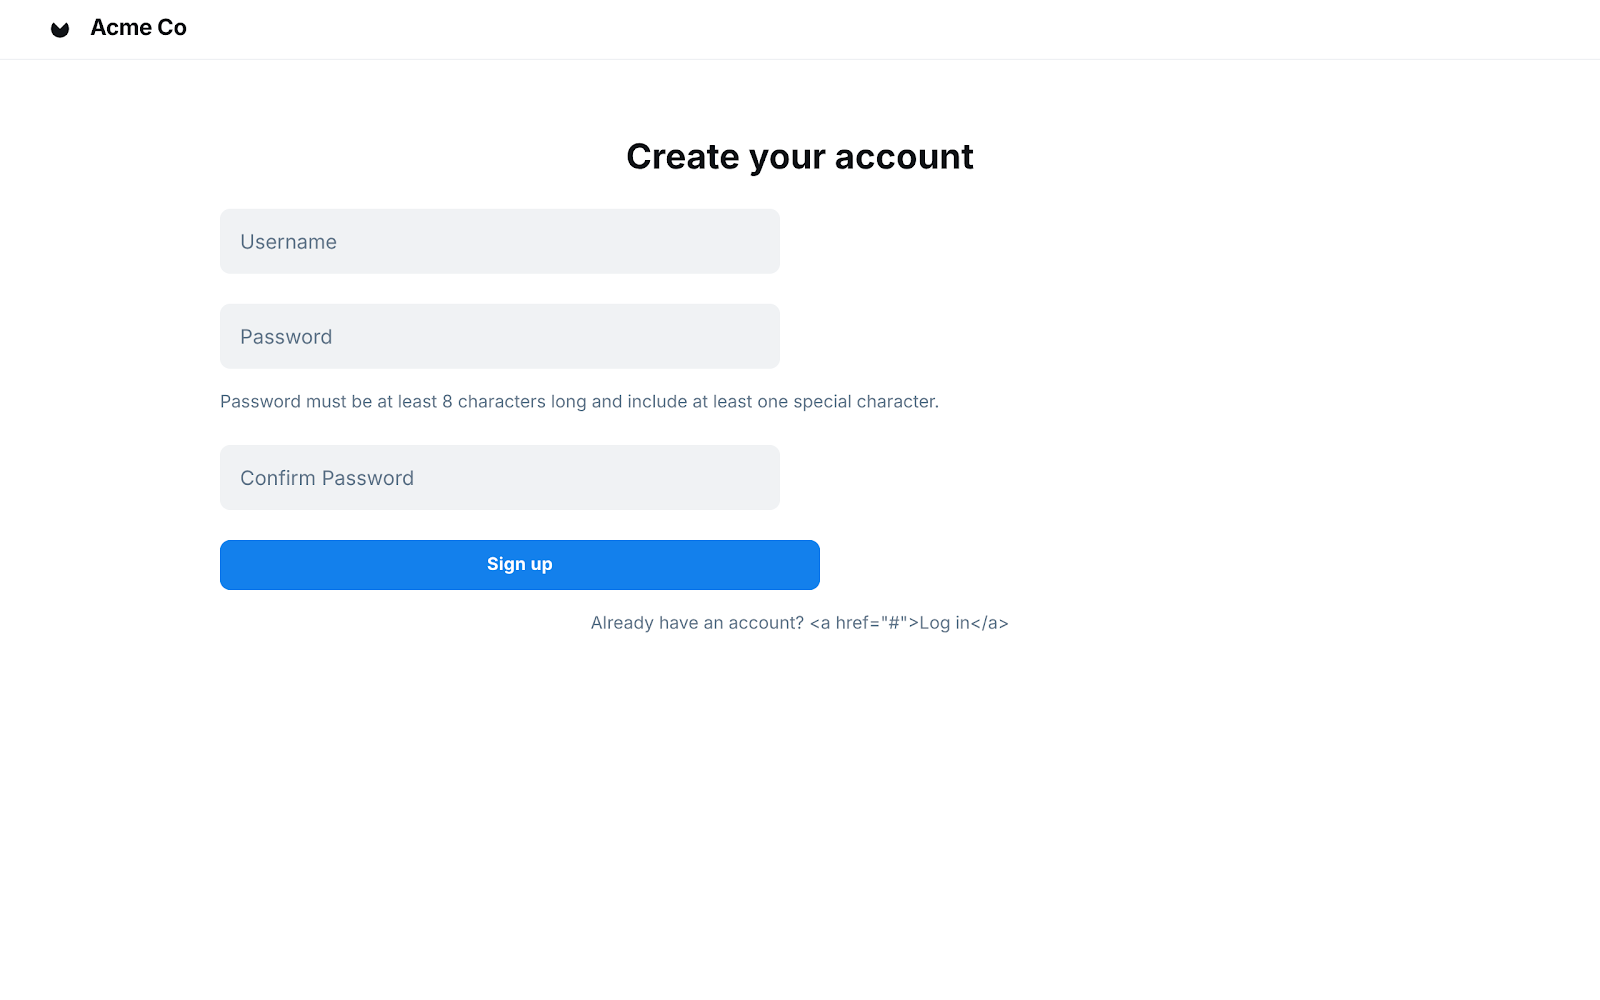 Acme Co
Create your account
Username
Password
Password must be at least 8 characters long and include at least one special character.
Confirm Password
Sign up
Already have an account? <a href="#">Log in</a>